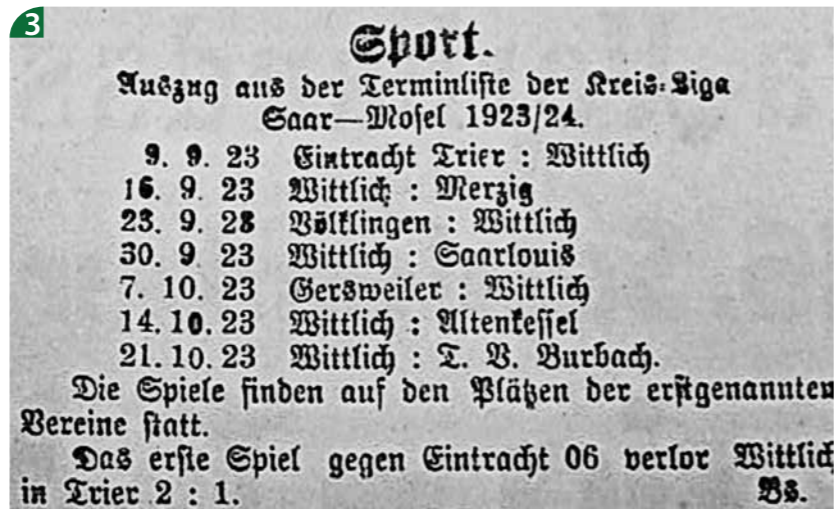 3
Sport.
Auszug aus der Terminliste der Kreis-Liga
Saar—Mosel 1923/24.
9. 9. 23 Eintracht Trier : Wittlich
16. 9. 23 Wittlich : Merzig
23. 9. 23 Völklingen : Wittlich
30. 9. 23 Wittlich : Saarlouis
7. 10. 23 Gersweiler : Wittlich
14. 10. 23 Wittlich : Altenkessel
21. 10. 23 Wittlich : T. V. Burbach.
Die Spiele finden auf den Plätzen der erstgenannten
Vereine statt.
Das erste Spiel gegen Eintracht 06 verlor Wittlich
in Trier 2 : 1. Bs.